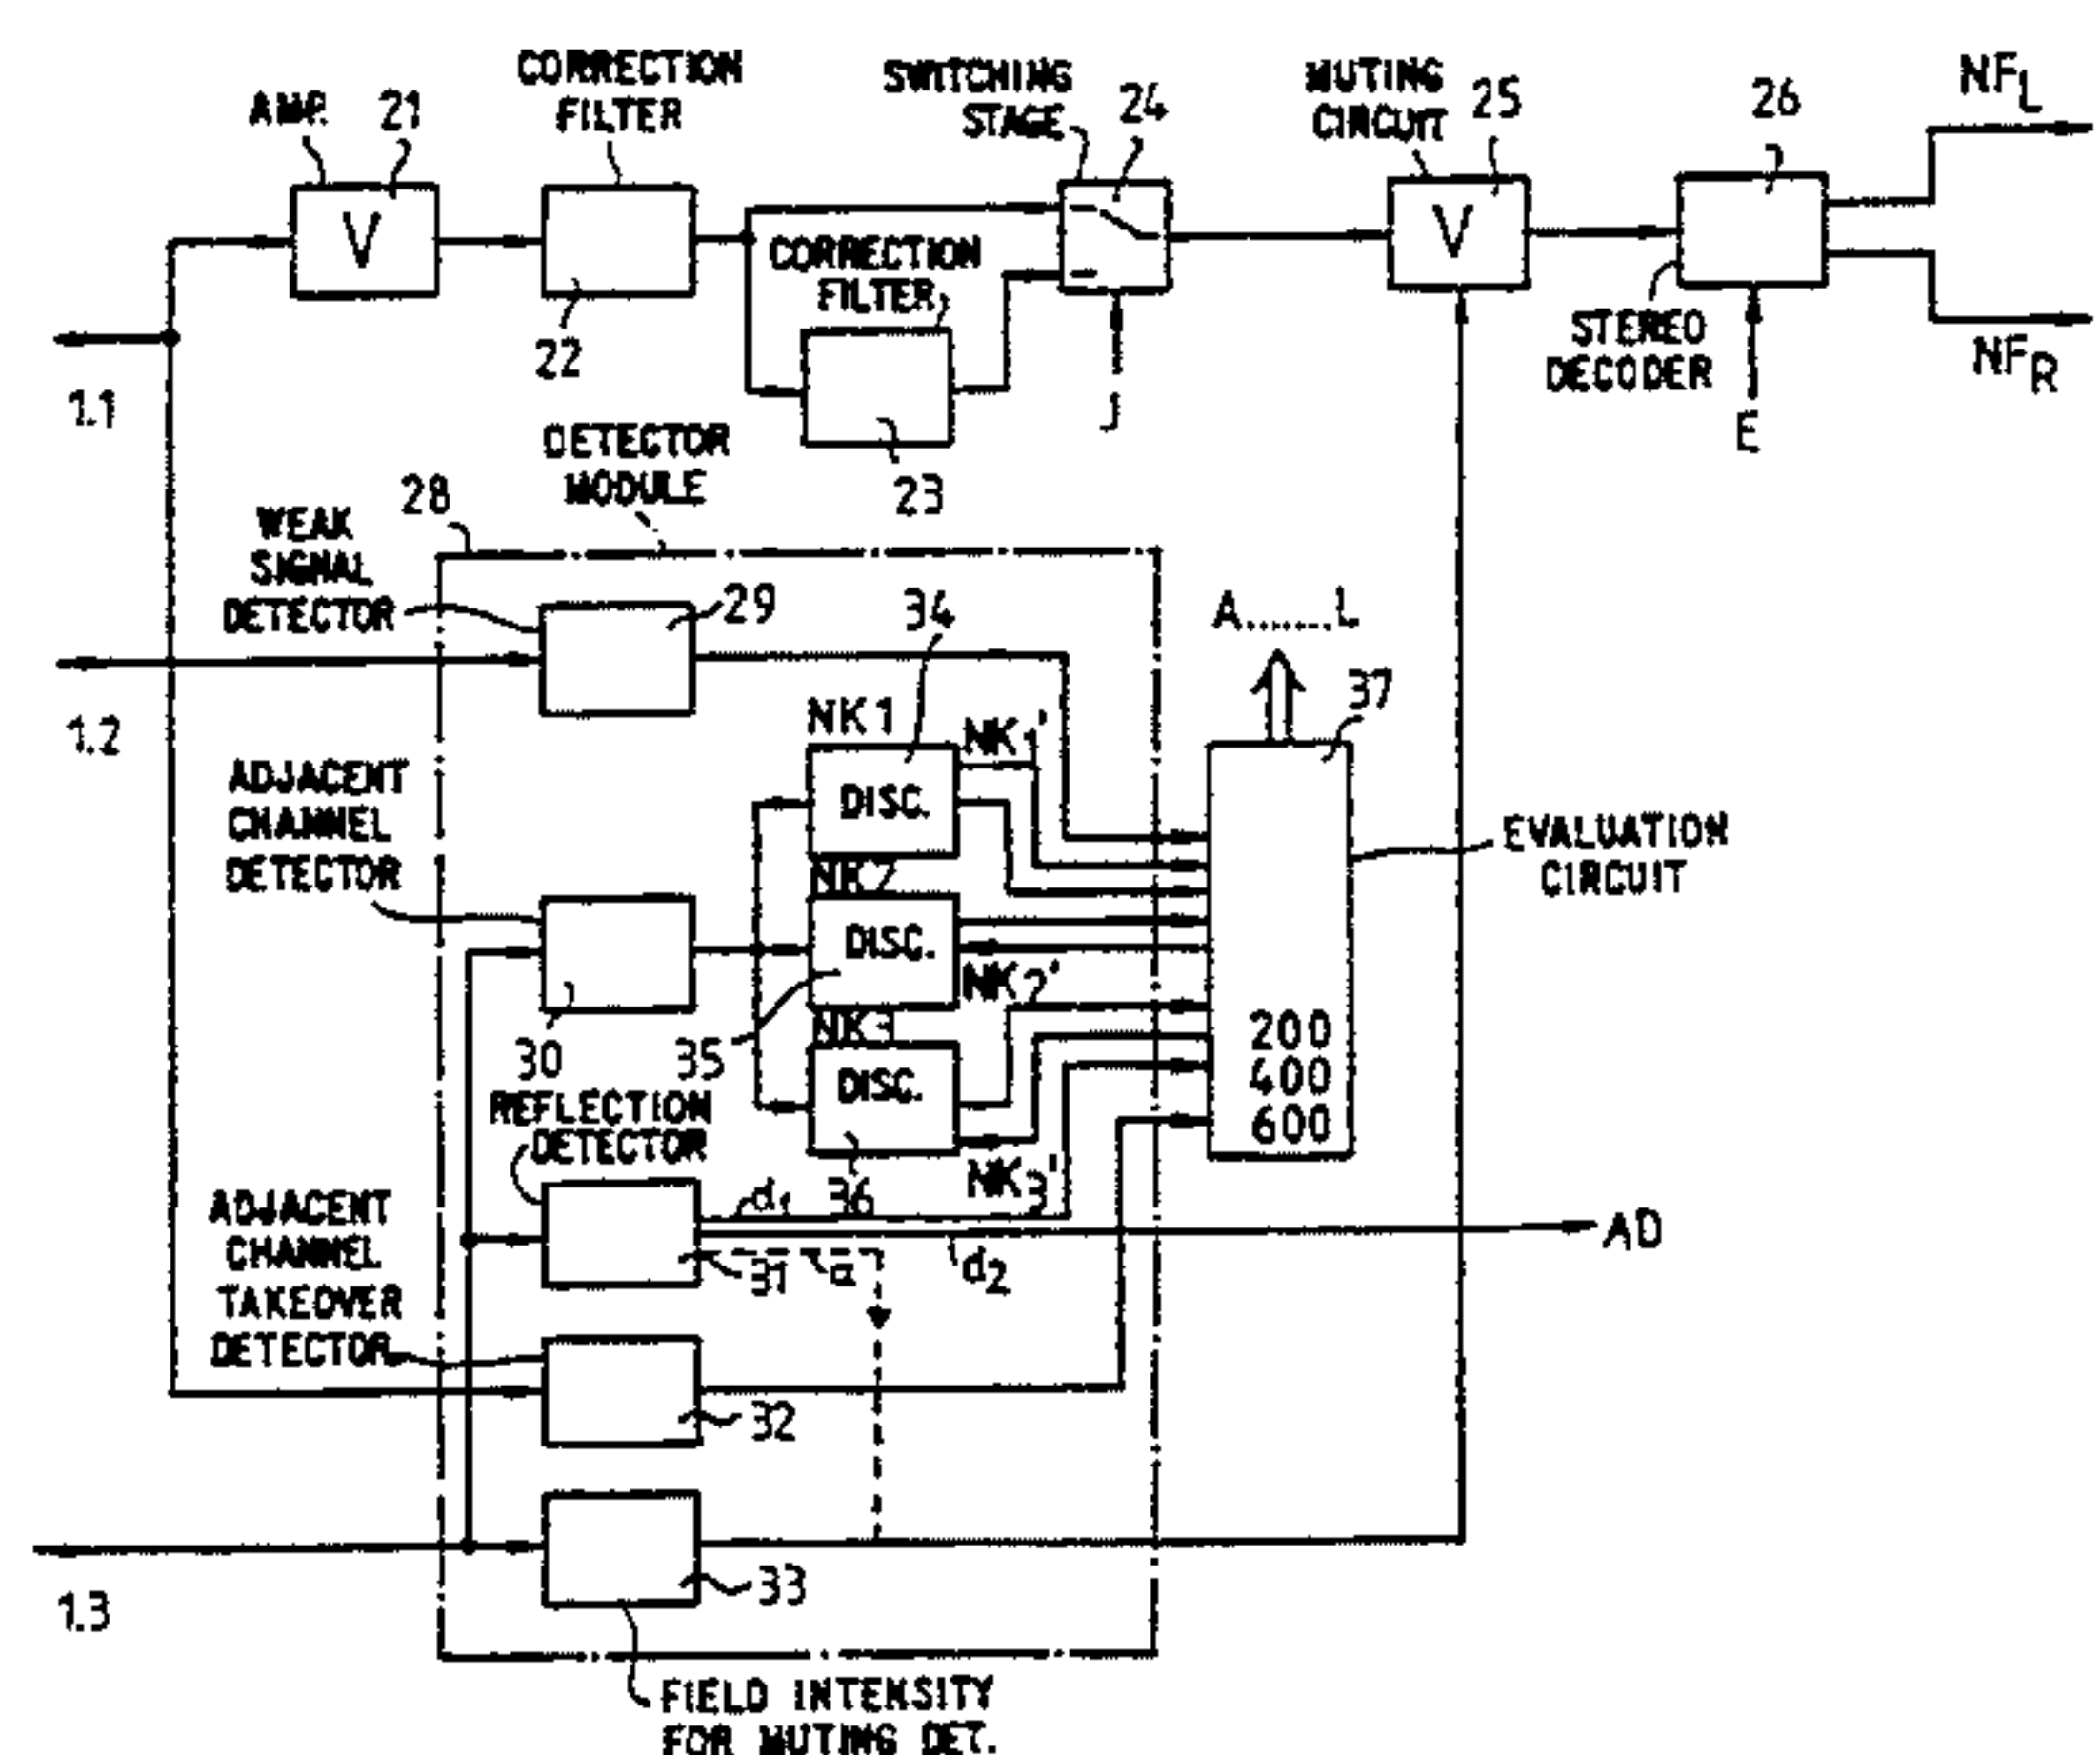 CORRECTION
FILTER
AMP.
21
SWITCHING
STAGE
24
MUTING
CIRCUIT
25
26
NFL
V
V
CORRECTION
FILTER
22
23
J
STEREO
DECODER
E
NFR
1.1
DETECTOR
MODULE
28
WEAK
SIGNAL
DETECTOR
29
34
A.......L
37
1.2
NK1
NK1'
DISC.
ADJACENT
CHANNEL
DETECTOR
NK2
DISC.
NK2'
EVALUATION
CIRCUIT
30
35
NK3
DISC.
200
400
600
REFLECTION
DETECTOR
36
NK3'
d1
AD
31
a
d2
ADJACENT
CHANNEL
TAKEOVER
DETECTOR
32
33
1.3
FIELD INTENSITY
FOR MUTING DET.